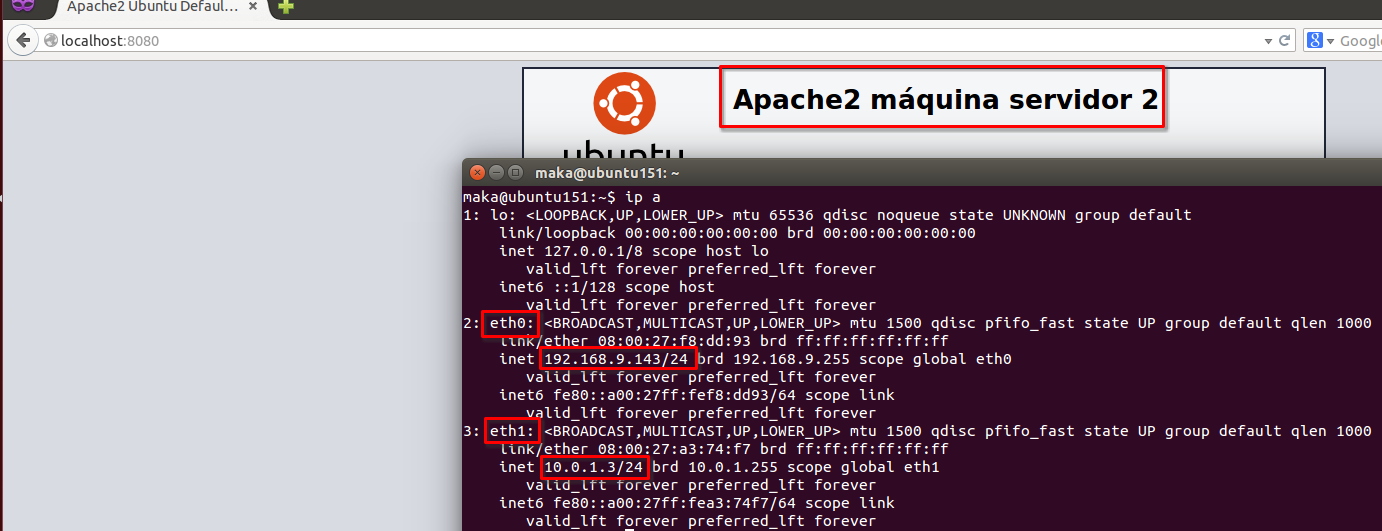 Apache2 Ubuntu Defaul... ×
localhost:8080
8 Google
Apache2 máquina servidor 2
ubuntu
maka@ubuntu151: ~
maka@ubuntu151:~$ ip a
1: lo: <LOOPBACK,UP,LOWER_UP> mtu 65536 qdisc noqueue state UNKNOWN group default
link/loopback 00:00:00:00:00:00 brd 00:00:00:00:00:00
inet 127.0.0.1/8 scope host lo
valid_lft forever preferred_lft forever
inet6 ::1/128 scope host
valid_lft forever preferred_lft forever
2: eth0: <BROADCAST,MULTICAST,UP,LOWER_UP> mtu 1500 qdisc pfifo_fast state UP group default qlen 1000
link/ether 08:00:27:f8:dd:93 brd ff:ff:ff:ff:ff:ff
inet 192.168.9.143/24 brd 192.168.9.255 scope global eth0
valid_lft forever preferred_lft forever
inet6 fe80::a00:27ff:fef8:dd93/64 scope link
valid_lft forever preferred_lft forever
3: eth1: <BROADCAST,MULTICAST,UP,LOWER_UP> mtu 1500 qdisc pfifo_fast state UP group default qlen 1000
link/ether 08:00:27:a3:74:f7 brd ff:ff:ff:ff:ff:ff
inet 10.0.1.3/24 brd 10.0.1.255 scope global eth1
valid_lft forever preferred_lft forever
inet6 fe80::a00:27ff:fea3:74f7/64 scope link
valid_lft forever preferred_lft forever